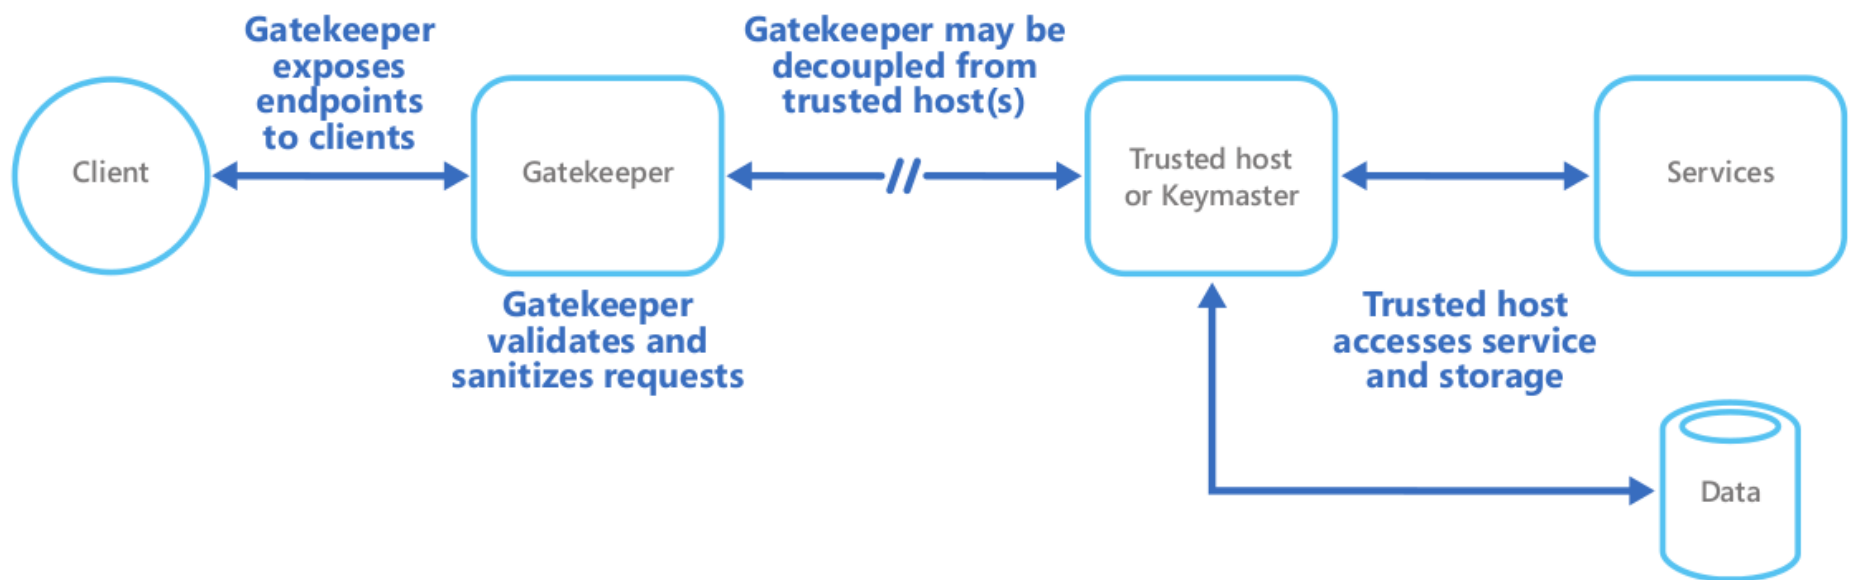 Gatekeeper
exposes
endpoints
to clients
Gatekeeper may be
decoupled from
trusted host(s)
Client
Gatekeeper
Trusted host
or Keymaster
Services
Gatekeeper
validates and
sanitizes requests
Trusted host
accesses service
and storage
Data